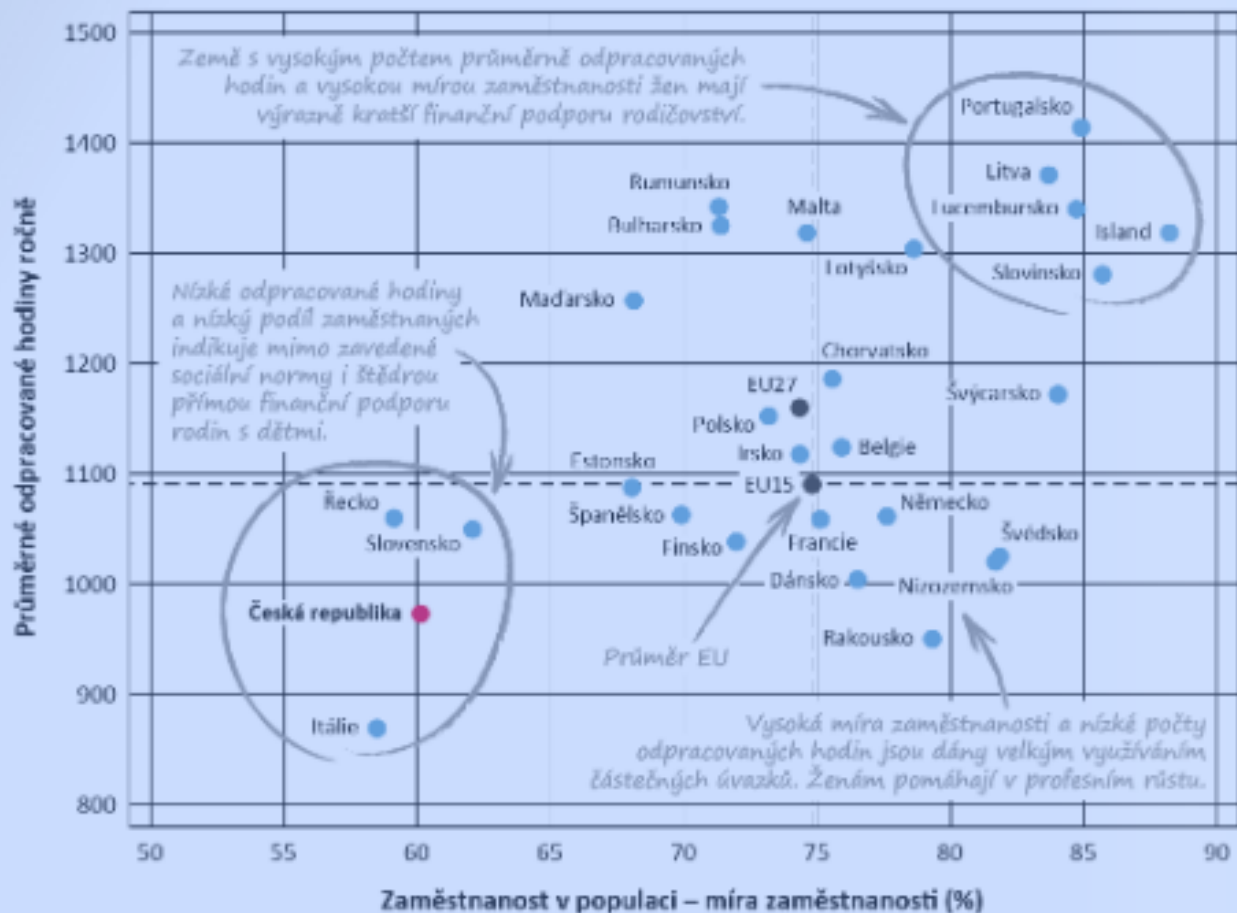 1500
Země s vysokým počtem průměrně odpracovaných
hodin a vysokou mírou zaměstnanosti žen mají
výrazně kratší finanční podporu rodičovství.
Portugalsko
1400
Litva
Rumunsko
Malta
Lucembursko
Bulharsko
Island
1300
Lotyšsko
Slovinsko
Nízké odpracované hodiny
a nízký podíl zaměstnaných
indikuje mimo zavedené
sociální normy i štědrou
přímou finanční podporu
rodin s dětmi.
Maďarsko
1200
Chorvatsko
EU27
Švýcarsko
Polsko
Irsko
Belgie
1100
Estonsko
EU15
Řecko
Španělsko
Německo
Slovensko
Finsko
Francie
Švédsko
1000
Dánsko
Nizozemsko
Česká republika
Rakousko
Průměr EU
900
Itálie
Vysoká míra zaměstnanosti a nízké počty
odpracovaných hodin jsou dány velkým využíváním
částečných úvazků. Ženám pomáhají v profesním růstu.
800
50 55 60 65 70 75 80 85 90
Průměrné odpracované hodiny ročně
Zaměstnanost v populaci – míra zaměstnanosti (%)